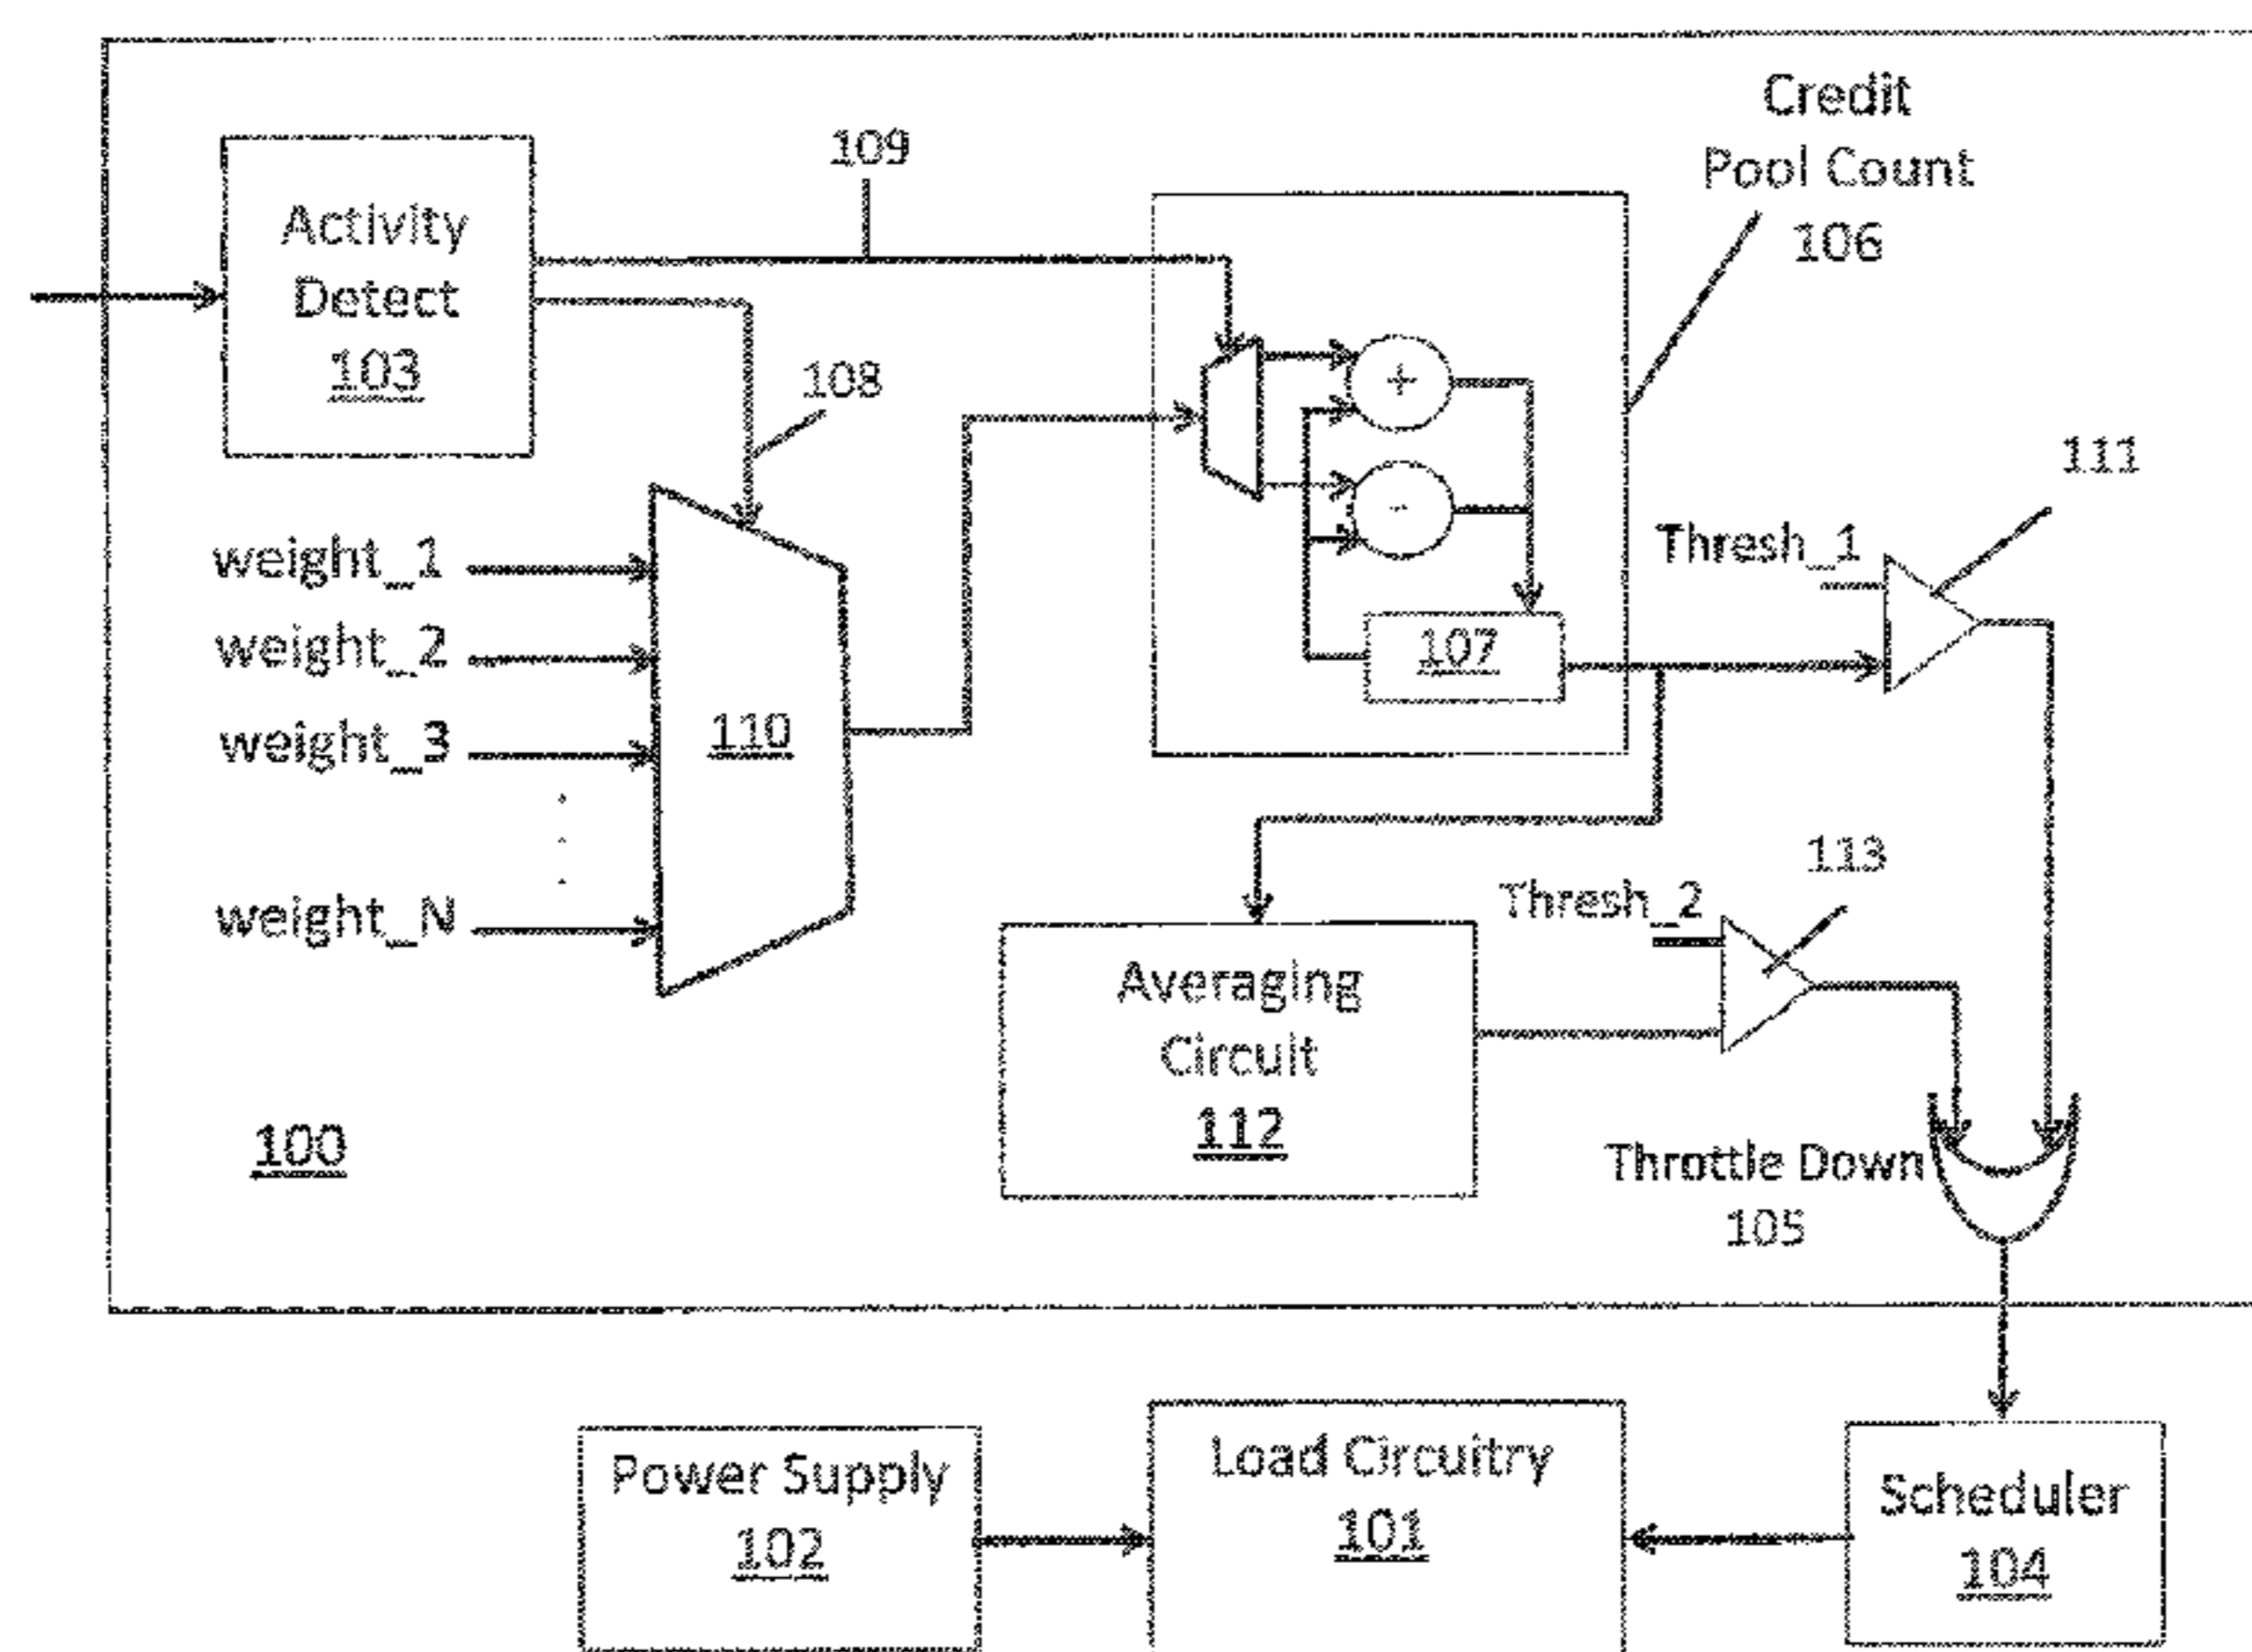 Credit
Pool Count
106
109
Activity
Detect
103
108
+
-
111
Thresh_1
weight_1
weight_2
107
weight_3
110
113
Thresh_2
weight_N
Averaging
Circuit
112
100
Throttle Down
105
Power Supply
102
Load Circuitry
101
Scheduler
104